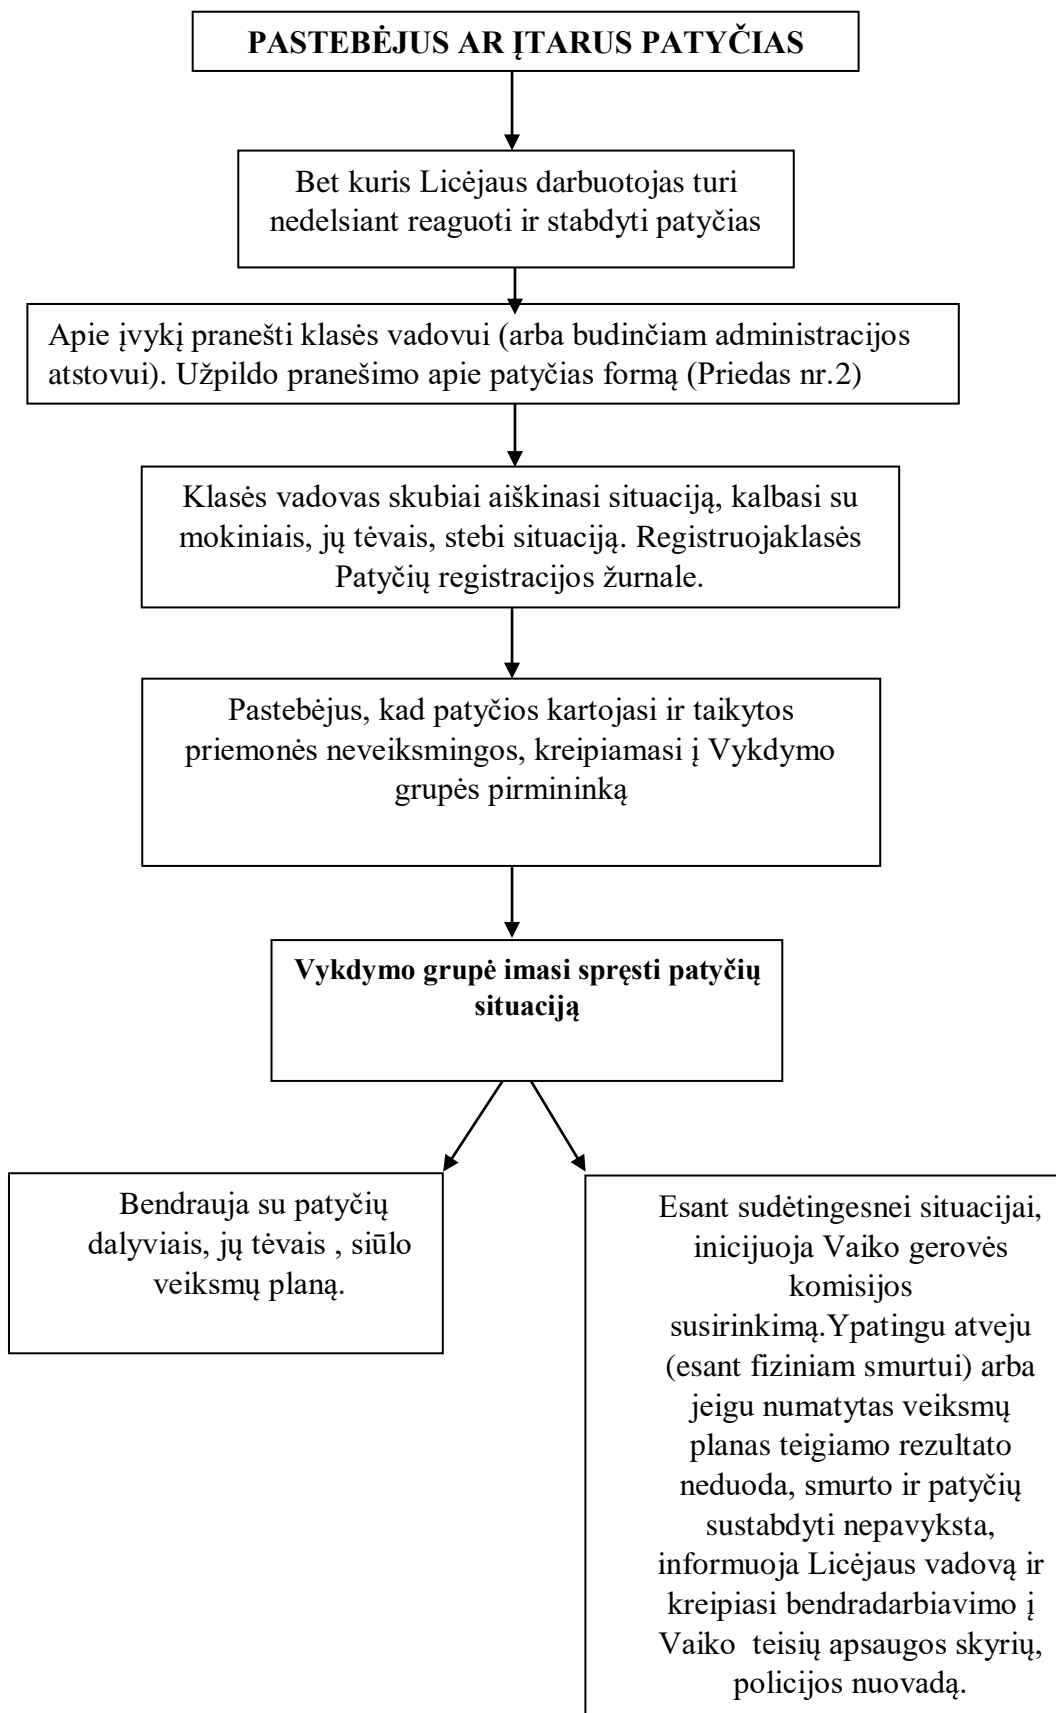 PASTEBĖJUS AR ĮTARUS PATYČIAS
Bet kuris Licėjaus darbuotojas turi
nedelsiant reaguoti ir stabdyti patyčias
Apie įvykį pranešti klasės vadovui (arba budinčiam administracijos
atstovui). Užpildo pranešimo apie patyčias formą (Priedas nr.2)
Klasės vadovas skubiai aiškinasi situaciją, kalbasi su
mokiniais, jų tėvais, stebi situaciją. Registruojaklasės
Patyčių registracijos žurnale.
Pastebėjus, kad patyčios kartojasi ir taikytos
priemonės neveiksmingos, kreipiamasi į Vykdymo
grupės pirmininką
Vykdymo grupė imasi spręsti patyčių
situaciją
Bendrauja su patyčių
dalyviais, jų tėvais , siūlo
veiksmų planą.
Esant sudėtingesnei situacijai,
inicijuoja Vaiko gerovės
komisijos
susirinkimą.Ypatingu atveju
(esant fiziniam smurtui) arba
jeigu numatytas veiksmų
planas teigiamo rezultato
neduoda, smurto ir patyčių
sustabdyti nepavyksta,
informuoja Licėjaus vadovą ir
kreipiasi bendradarbiavimo į
Vaiko teisių apsaugos skyrių,
policijos nuovadą.